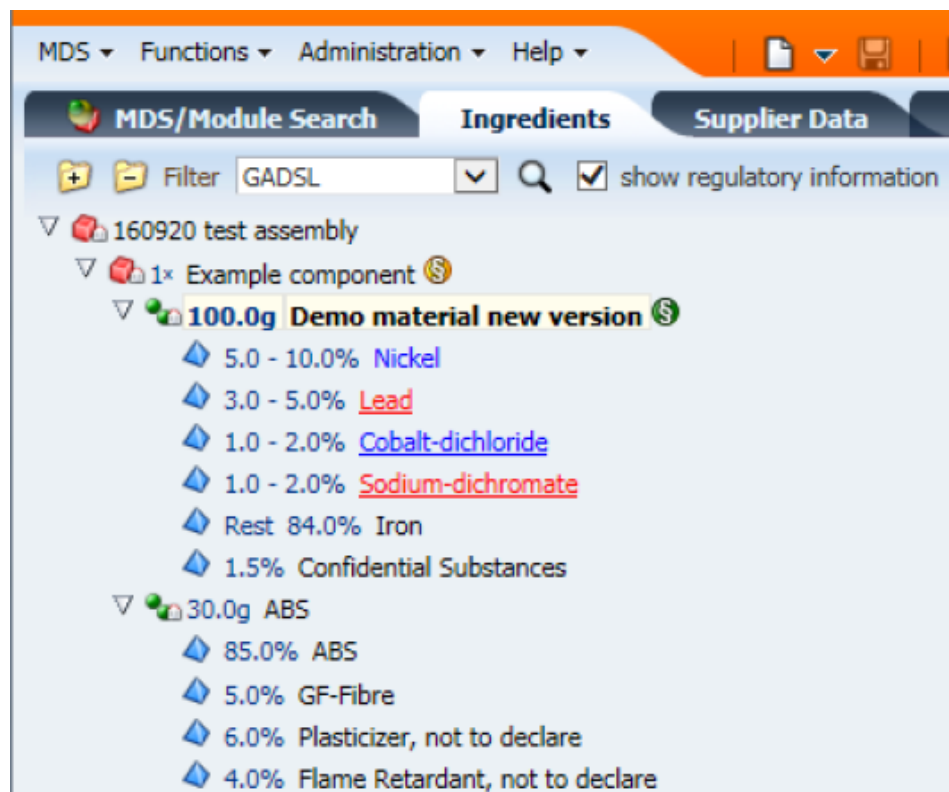 MDS Functions Administration Help
MDS/Module Search Ingredients Supplier Data
Filter GADSL show regulatory information
160920 test assembly
1x Example component §
100.0g Demo material new version §
5.0 - 10.0% Nickel
3.0 - 5.0% Lead
1.0 - 2.0% Cobalt-dichloride
1.0 - 2.0% Sodium-dichromate
Rest 84.0% Iron
1.5% Confidential Substances
30.0g ABS
85.0% ABS
5.0% GF-Fibre
6.0% Plasticizer, not to declare
4.0% Flame Retardant, not to declare